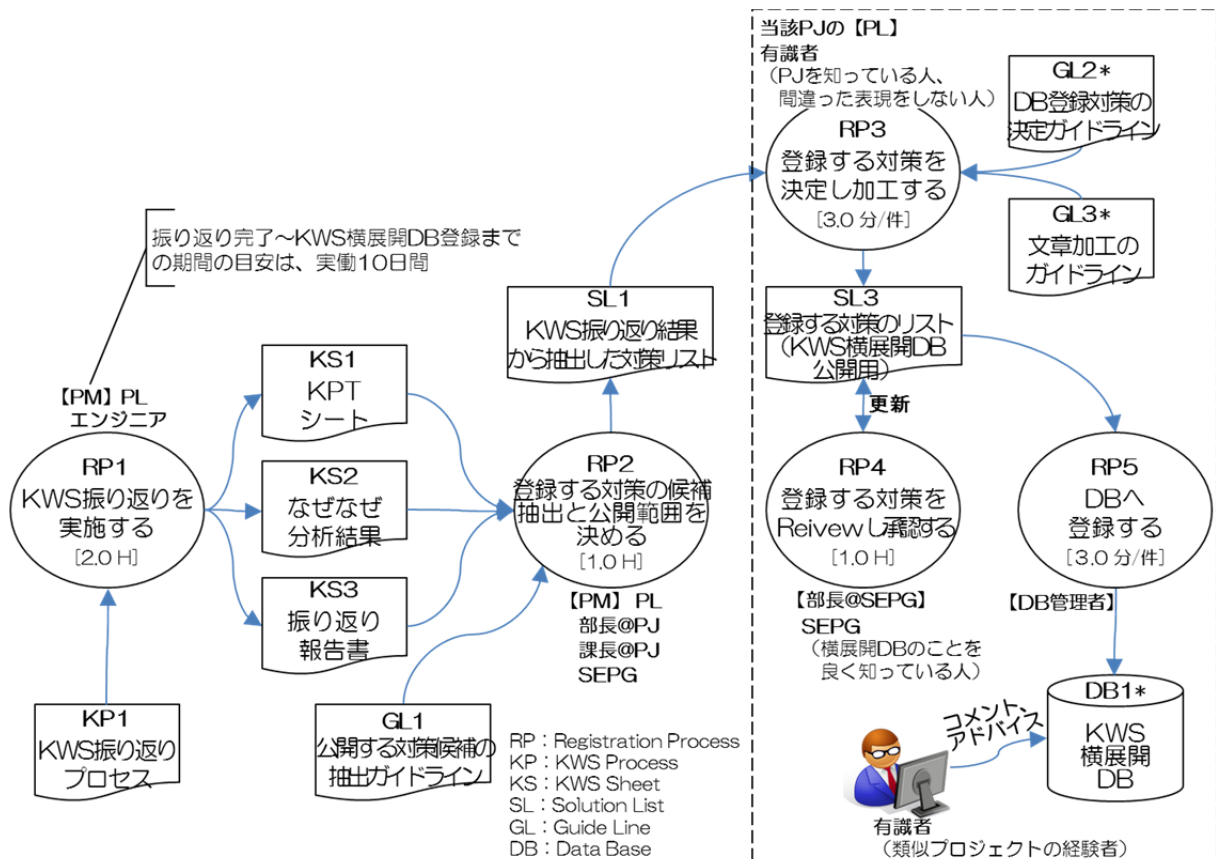 振り返り完了～KWS横展開DB登録まで
の期間の目安は、実働10日間
【PM】PL
エンジニア
RP1
KWS振り返りを
実施する
[2.0 H]
KP1
KWS振り返り
プロセス
KS1
KPT
シート
KS2
なぜなぜ
分析結果
KS3
振り返り
報告書
GL1
公開する対策候補の
抽出ガイドライン
SL1
KWS振り返り結果
から抽出した対策リスト
RP2
登録する対策の候補
抽出と公開範囲を
決める
[1.0 H]
【PM】PL
部長@PJ
課長@PJ
SEPG
RP：Registration Process
KP：KWS Process
KS：KWS Sheet
SL：Solution List
GL：Guide Line
DB：Data Base
当該PJの【PL】
有識者
（PJを知っている人、
間違った表現をしない人）
RP3
登録する対策を
決定し加工する
[3.0 分/件]
GL2*
DB登録対策の
決定ガイドライン
GL3*
文章加工の
ガイドライン
SL3
登録する対策のリスト
（KWS横展開DB
公開用）
更新
RP4
登録する対策を
Reivewし承認する
[1.0 H]
【部長@SEPG】
SEPG
（横展開DBのことを
良く知っている人）
RP5
DBへ
登録する
[3.0 分/件]
【DB管理者】
DB1*
KWS
横展開
DB
コメント、
アドバイス
有識者
（類似プロジェクトの経験者）